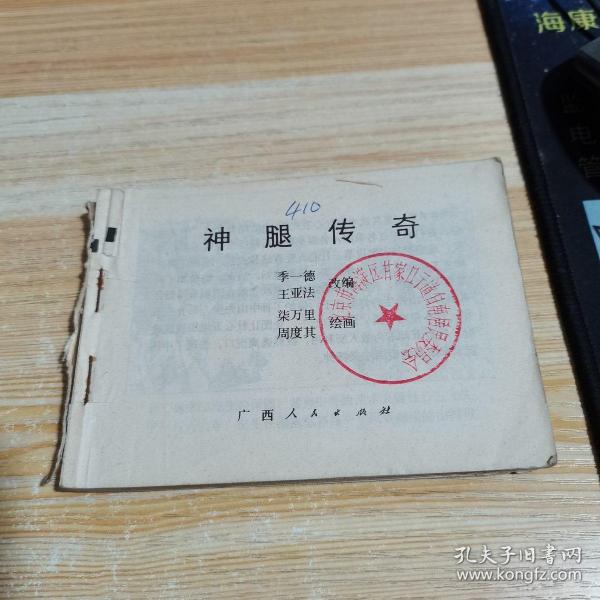 海康
410
神腿传奇
季一德
王亚法
改编
柒万里
周度其
绘画
广西人民出版社
孔夫子旧书网
www.kongfz.com